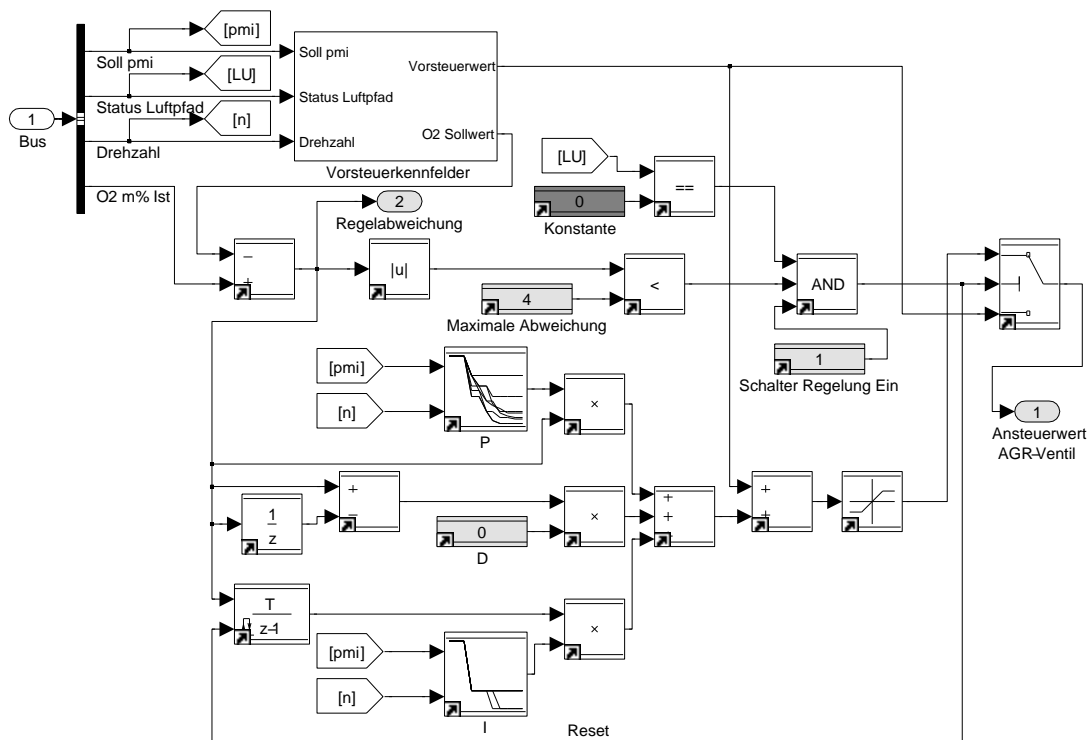 [pmi]
Soll pmi
[LU]
Status Luftpfad
[n]
1
Bus
Drehzahl
O2 m% Ist
Soll pmi
Status Luftpfad
Drehzahl
Vorsteuerwert
O2 Sollwert
Vorsteuerkennfelder
[LU]
0
Konstante
==
2
Regelabweichung
−
+
|u|
4
Maximale Abweichung
<
AND
1
Schalter Regelung Ein
1
Ansteuerwert
AGR-Ventil
[pmi]
[n]
P
×
+
−
1
z
0
D
×
+
+
+
+
T
z-1
[pmi]
[n]
I
×
Reset